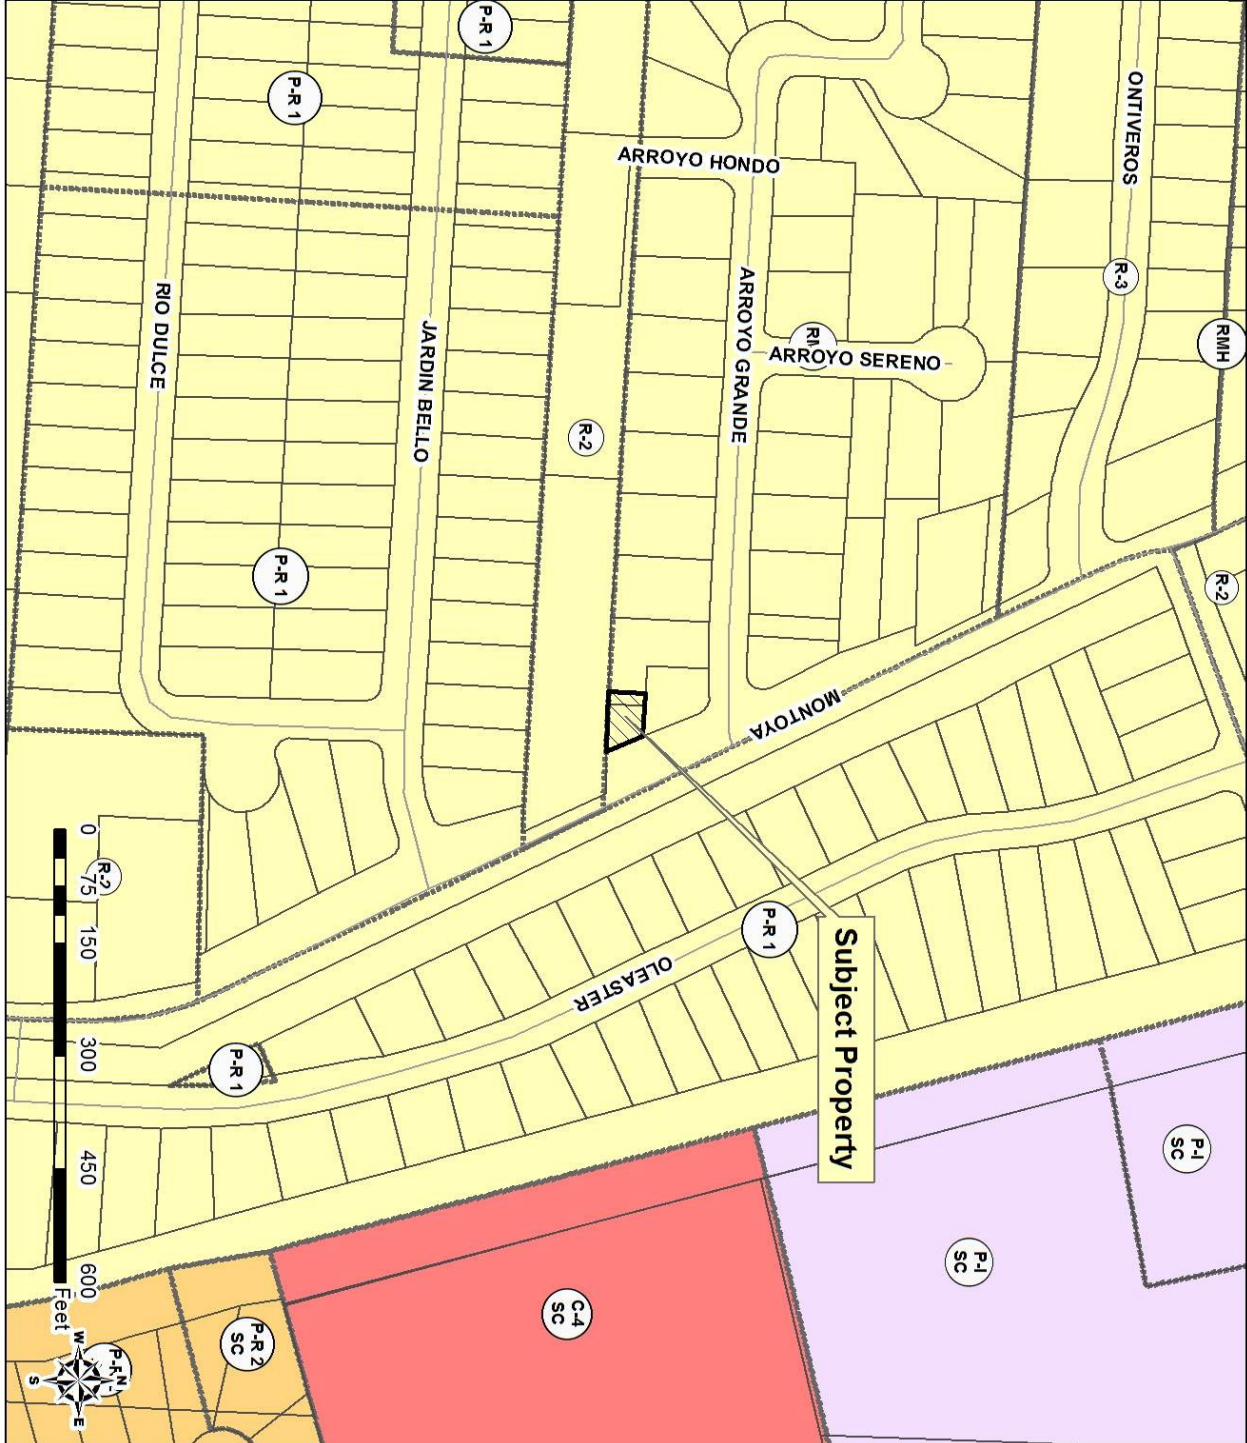 P-R 1
ONTIVEROS
P-R 1
ARROYO HONDO
R-3
RIO DULCE
JARDIN BELLO
ARROYO GRANDE
ARROYO SERENO
RMH
R-2
P-R 1
R-2
MONTOYA
R-2
P-R 1
OLEASTER
Subject Property
P-R 1
P-I
SC
P-I
SC
C-4
SC
P-R 2
SC
0 75 150 300 450 600
Feet
N
W
E
S